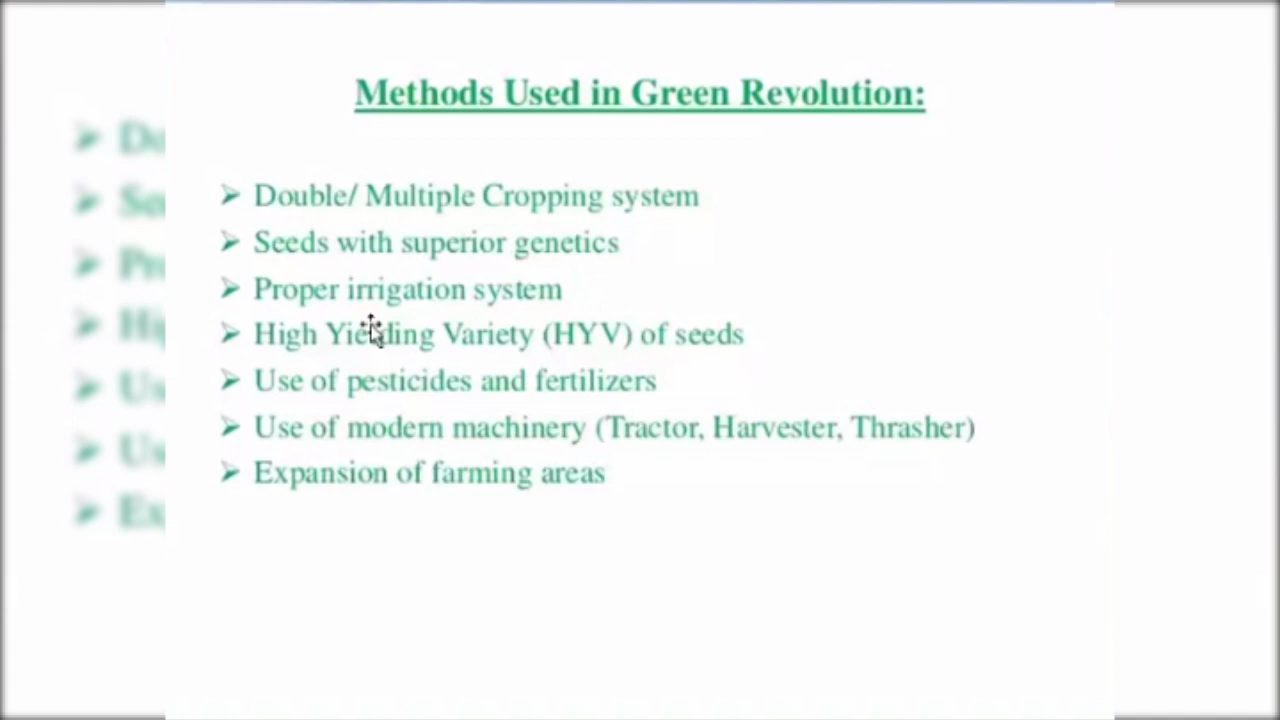 Methods Used in Green Revolution:
➢ Double/ Multiple Cropping system
➢ Seeds with superior genetics
➢ Proper irrigation system
➢ High Yielding Variety (HYV) of seeds
➢ Use of pesticides and fertilizers
➢ Use of modern machinery (Tractor, Harvester, Thrasher)
➢ Expansion of farming areas